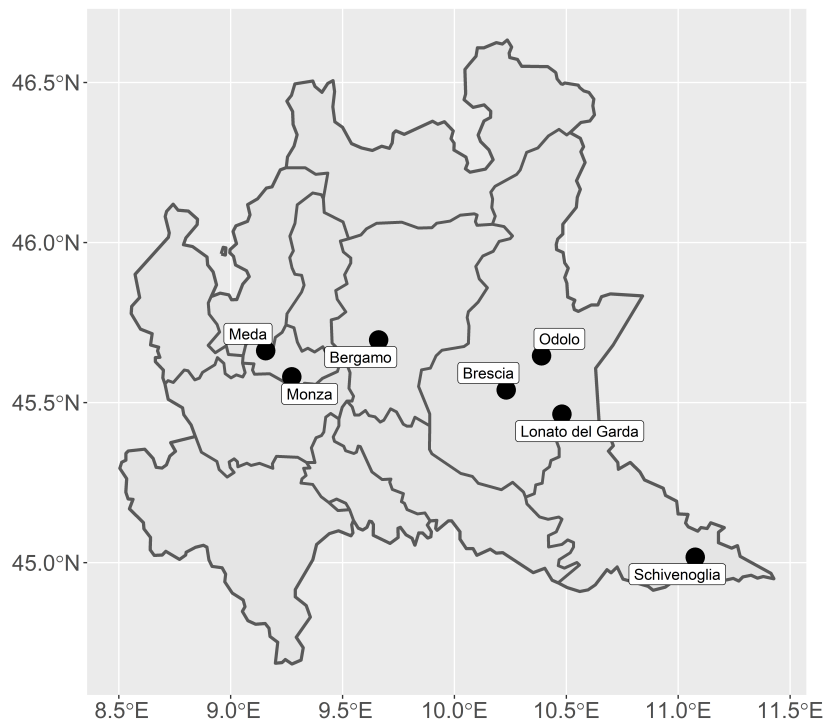 46.5°N
46.0°N
Meda
Odolo
Bergamo
Brescia
Monza
45.5°N
Lonato del Garda
45.0°N
Schivenoglia
8.5°E 9.0°E 9.5°E 10.0°E 10.5°E 11.0°E 11.5°E